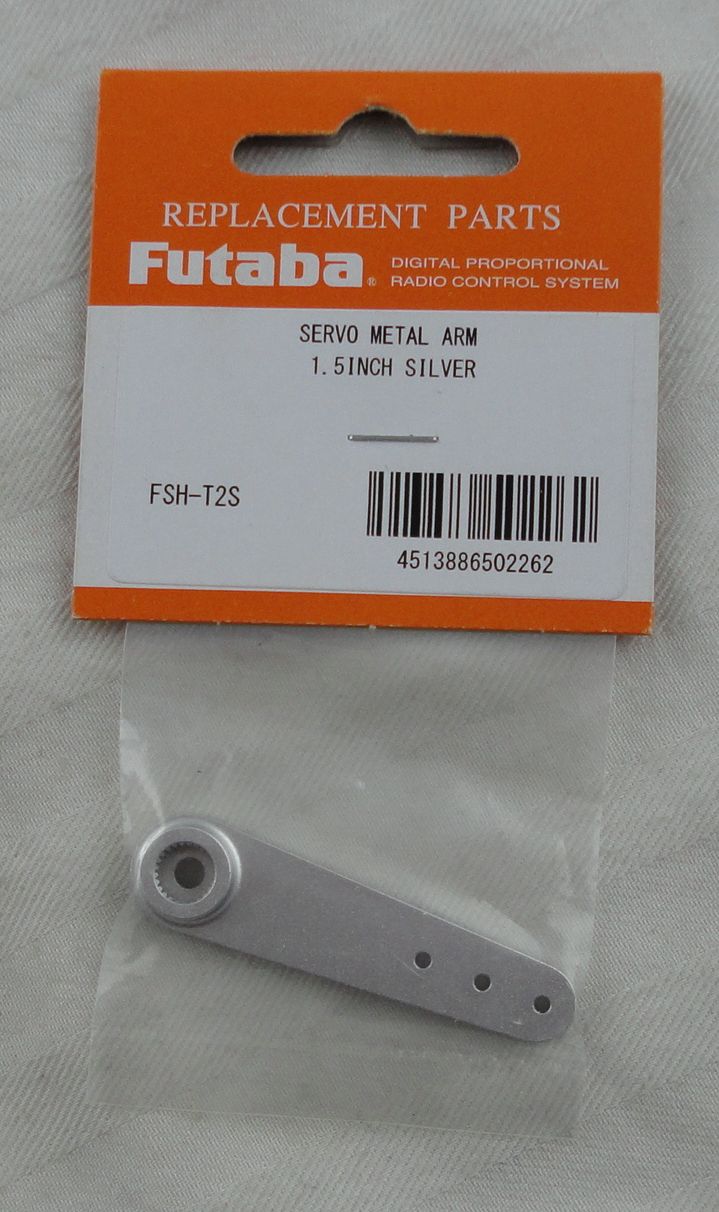 REPLACEMENT PARTS
Futaba® DIGITAL PROPORTIONAL
RADIO CONTROL SYSTEM
SERVO METAL ARM
1.5INCH SILVER
FSH-T2S
4513886502262